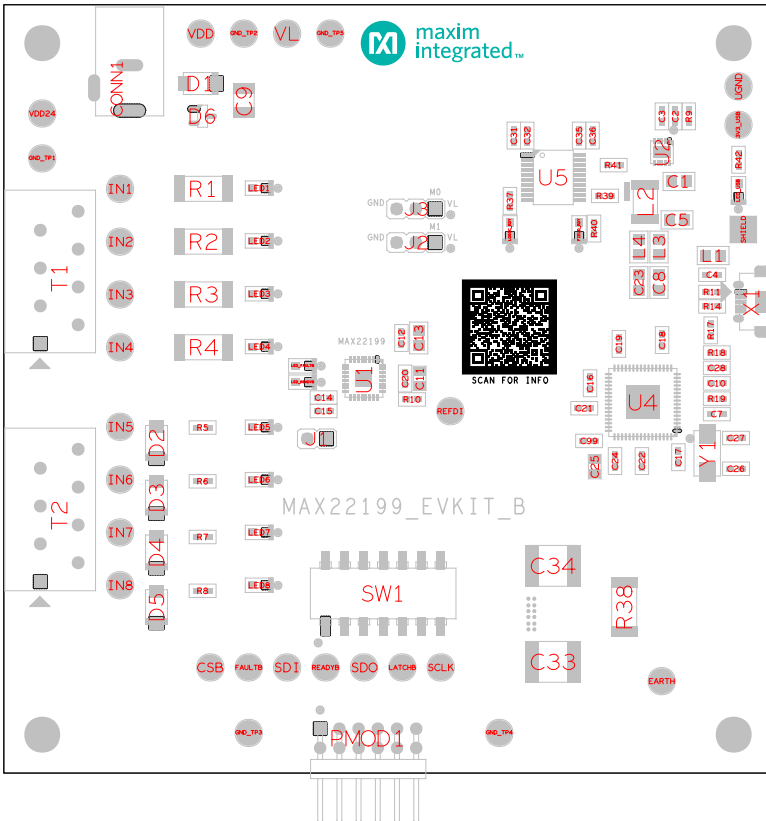 VDD
GND_TP2
VL
GND_TP5
maxim
integrated™
CONN1
D1
D6
C9
VDD24
GND_TP1
UGND
3V3_USB
C3
C2
R9
C31
C32
C35
C36
U5
R41
R42
R39
R37
R40
C1
L2
C5
SHIELD
IN1
R1
LED1
M0
GND
J3
VL
M1
GND
J2
VL
IN2
R2
LED2
T1
IN3
R3
LED3
IN4
R4
LED4
L4
L3
C23
C8
L1
C4
R11
R14
X1
R17
R18
C28
C10
R19
C7
SCAN FOR INFO
MAX22199
C12
C13
U1
C20
C11
R10
C14
C15
J1
REFDI
C19
C18
C16
C21
U4
C99
C25
C24
C22
C17
Y1
C27
C26
IN5
D2
R5
LED5
IN6
D3
R6
LED6
T2
IN7
D4
R7
LED7
IN8
D5
R8
LED8
MAX22199_EVKIT_B
SW1
C34
R38
C33
CSB
FAULTB
SDI
READYB
SDO
LATCHB
SCLK
EARTH
GND_TP3
PMOD1
GND_TP4